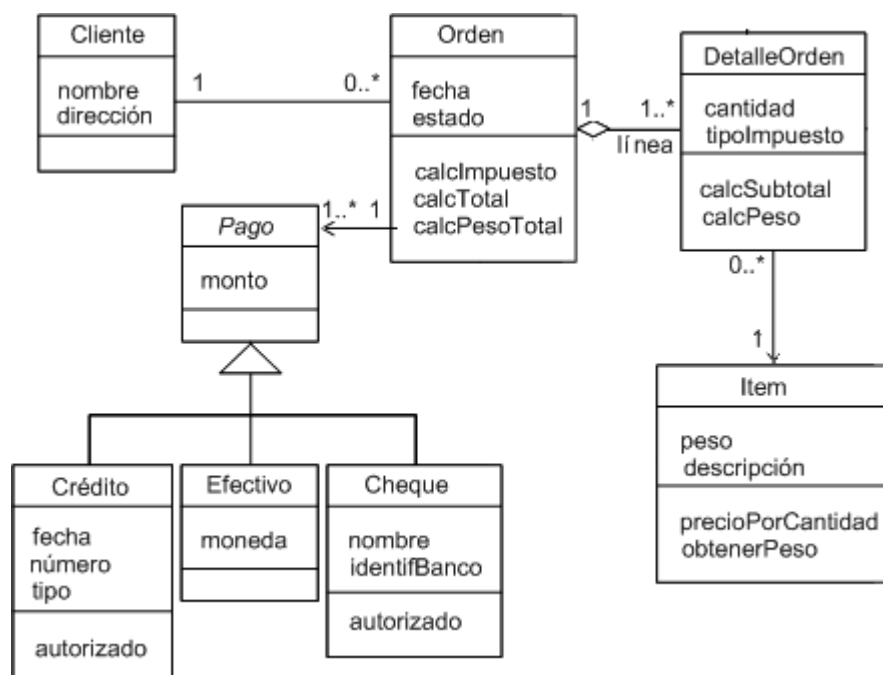 Cliente
nombre
dirección
1
0..*
Orden
fecha
estado
calcImpuesto
calcTotal
calcPesoTotal
1
1..*
línea
DetalleOrden
cantidad
tipoImpuesto
calcSubtotal
calcPeso
1..* 1
Pago
monto
0..*
1
Item
peso
descripción
precioPorCantidad
obtenerPeso
Crédito
fecha
número
tipo
autorizado
Efectivo
moneda
Cheque
nombre
identifBanco
autorizado